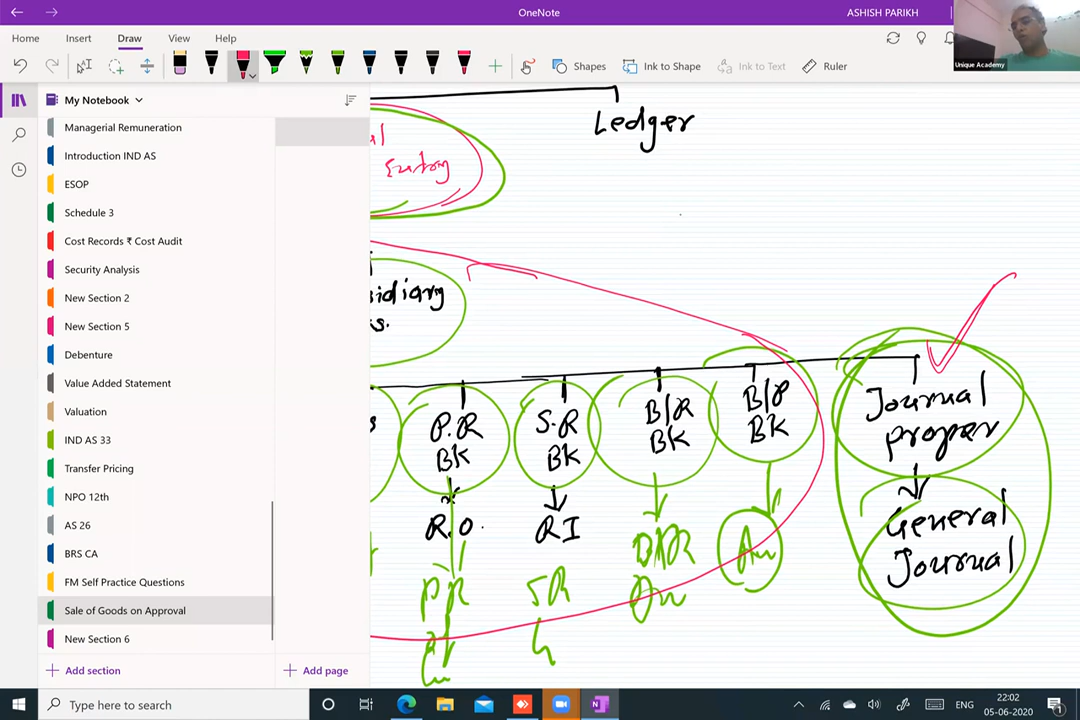 OneNote
ASHISH PARIKH
Home Insert Draw View Help
Shapes Ink to Shape Ink to Text Ruler
Unique Academy
My Notebook
Managerial Remuneration
Introduction IND AS
ESOP
Schedule 3
Cost Records ₹ Cost Audit
Security Analysis
New Section 2
New Section 5
Debenture
Value Added Statement
Valuation
IND AS 33
Transfer Pricing
NPO 12th
AS 26
BRS CA
FM Self Practice Questions
Sale of Goods on Approval
New Section 6
Add section
Add page
Ledger
idiary
P.R
BK
S.R
BK
B/R
BK
B/P
BK
Journal
proper
R.O.
RI
General
Journal
PR
SR
Type here to search
ENG
22:02
05-06-2020
1